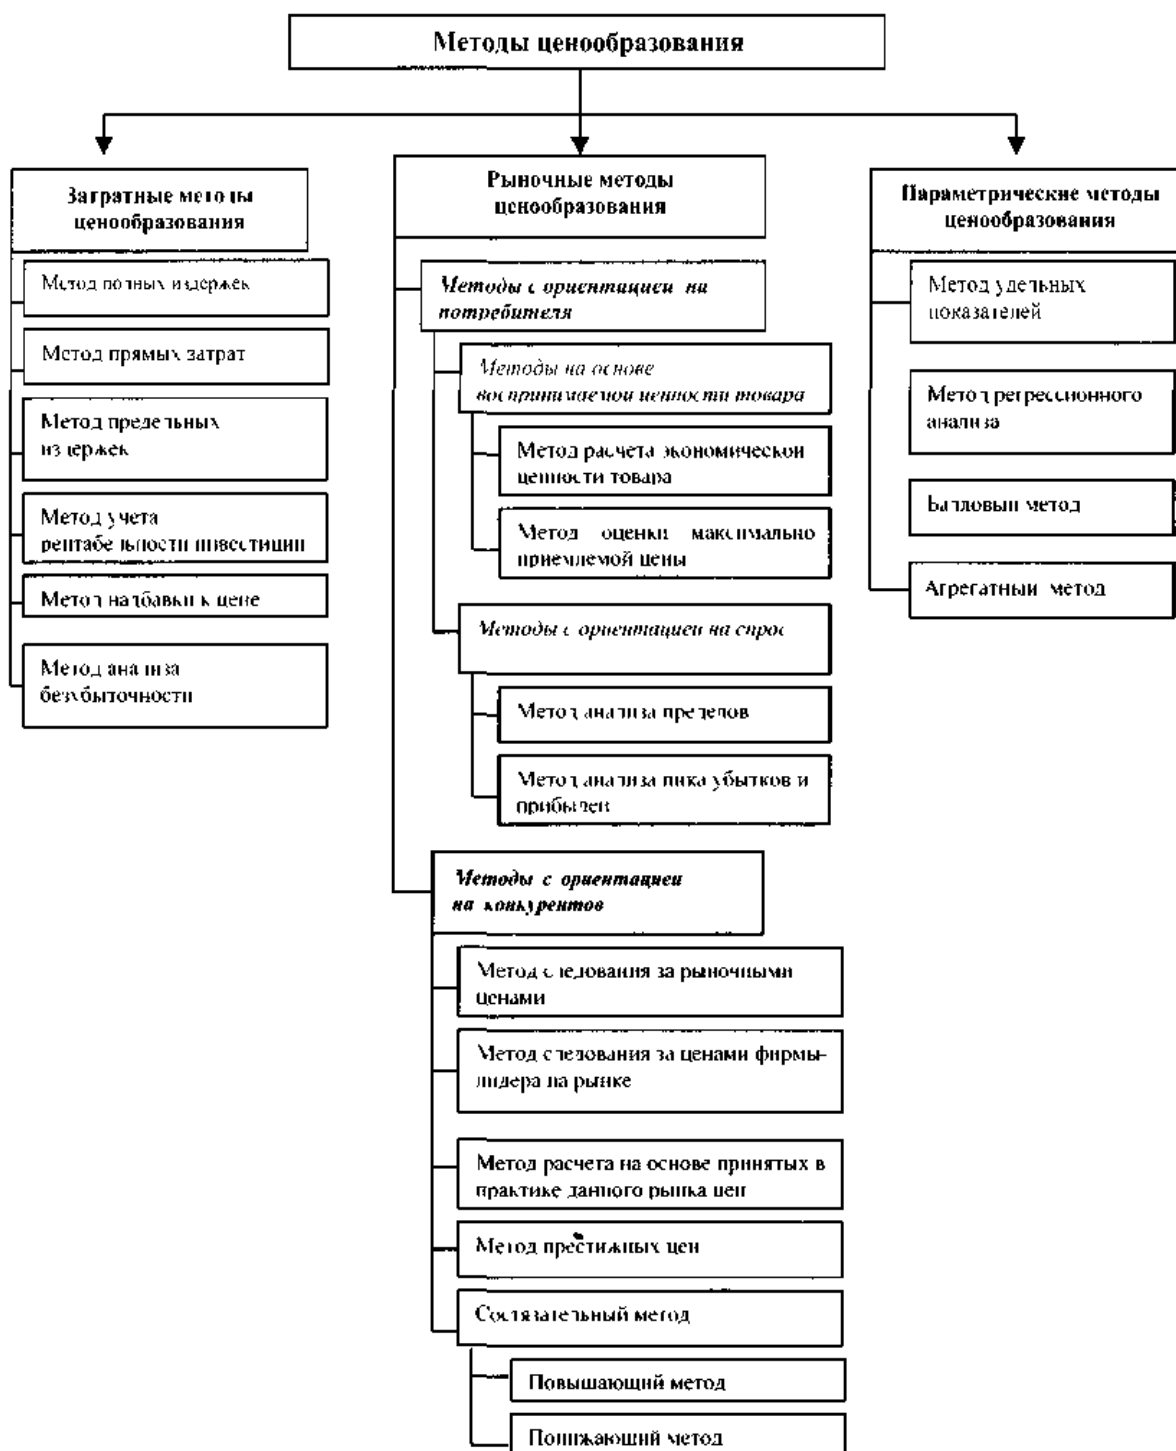 Методы ценообразования
Затратные методы
ценообразования
Метод полных издержек
Метод прямых затрат
Метод предельных
издержек
Метод учета
рентабельности инвестиции
Метод надбавки к цене
Метод анализа
безубыточности
Рыночные методы
ценообразования
Методы с ориентацией на
потребителя
Методы на основе
воспринимаемой ценности товара
Метод расчета экономической
ценности товара
Метод оценки максимально
приемлемой цены
Методы с ориентацией на спрос
Метод анализа пределов
Метод анализа пика убытков и
прибылей
Методы с ориентацией
на конкурентов
Метод следования за рыночными
ценами
Метод следования за ценами фирмы-
лидера на рынке
Метод расчета на основе принятых в
практике данного рынка цен
Метод престижных цен
Состязательный метод
Повышающий метод
Понижающий метод
Параметрические методы
ценообразования
Метод удельных
показателей
Метод регрессионного
анализа
Балловый метод
Агрегатный метод